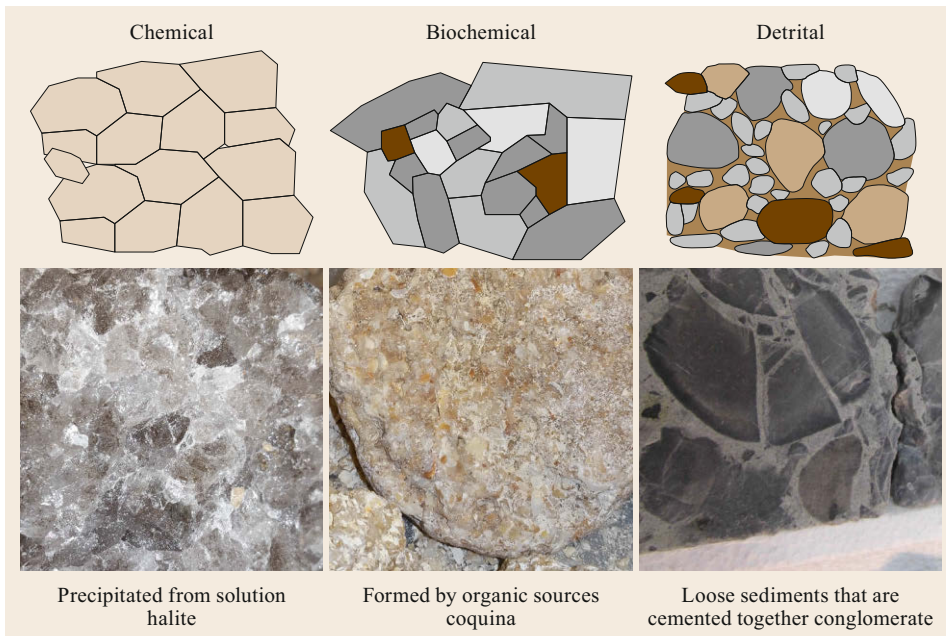 Chemical
Biochemical
Detrital
Precipitated from solution
halite
Formed by organic sources
coquina
Loose sediments that are
cemented together conglomerate